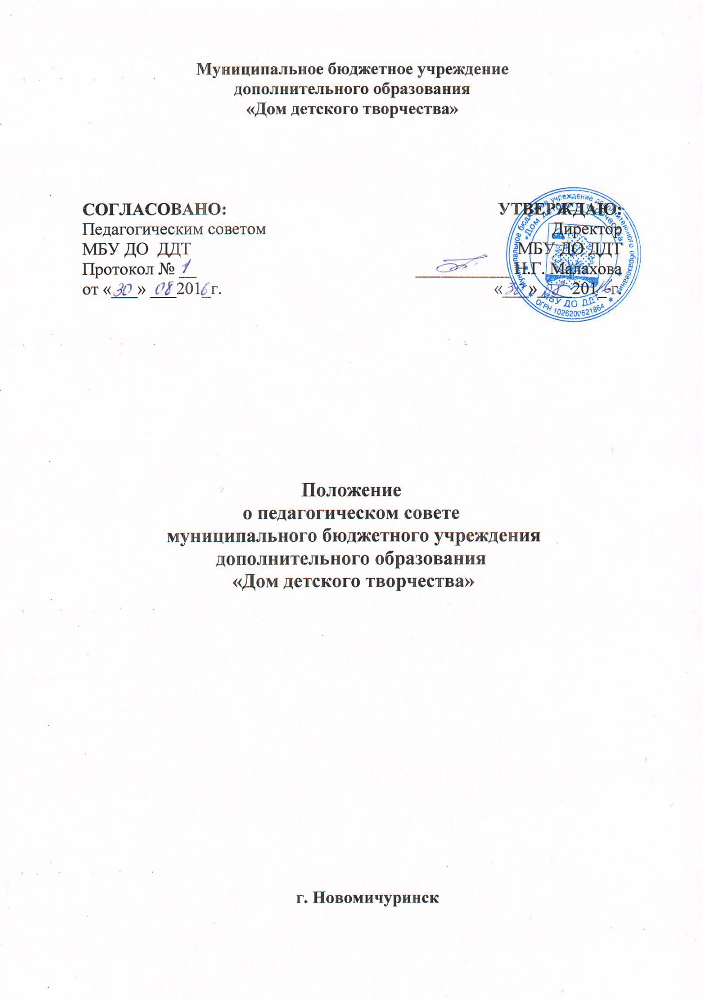 Муниципальное бюджетное учреждение
дополнительного образования
«Дом детского творчества»
СОГЛАСОВАНО:
Педагогическим советом
МБУ ДО ДДТ
Протокол № 1
от «30» 08 2016 г.
УТВЕРЖДАЮ:
Директор
МБУ ДО ДДТ
Н.Г. Малахова
«30» 08 2016 г.
Муниципальное бюджетное учреждение дополнительного образования
«Дом детского творчества»
МБУ ДО ДДТ
ОГРН 1026200621864
Положение
о педагогическом совете
муниципального бюджетного учреждения
дополнительного образования
«Дом детского творчества»
г. Новомичуринск